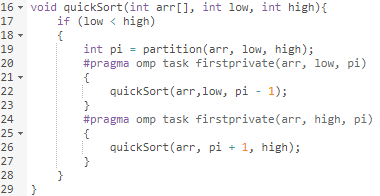 16 void quickSort(int arr[], int low, int high){
17     if (low < high)
18     {
19         int pi = partition(arr, low, high);
20         #pragma omp task firstprivate(arr, low, pi)
21         {
22             quickSort(arr,low, pi - 1);
23         }
24         #pragma omp task firstprivate(arr, high, pi)
25         {
26             quickSort(arr, pi + 1, high);
27         }
28     }
29 }